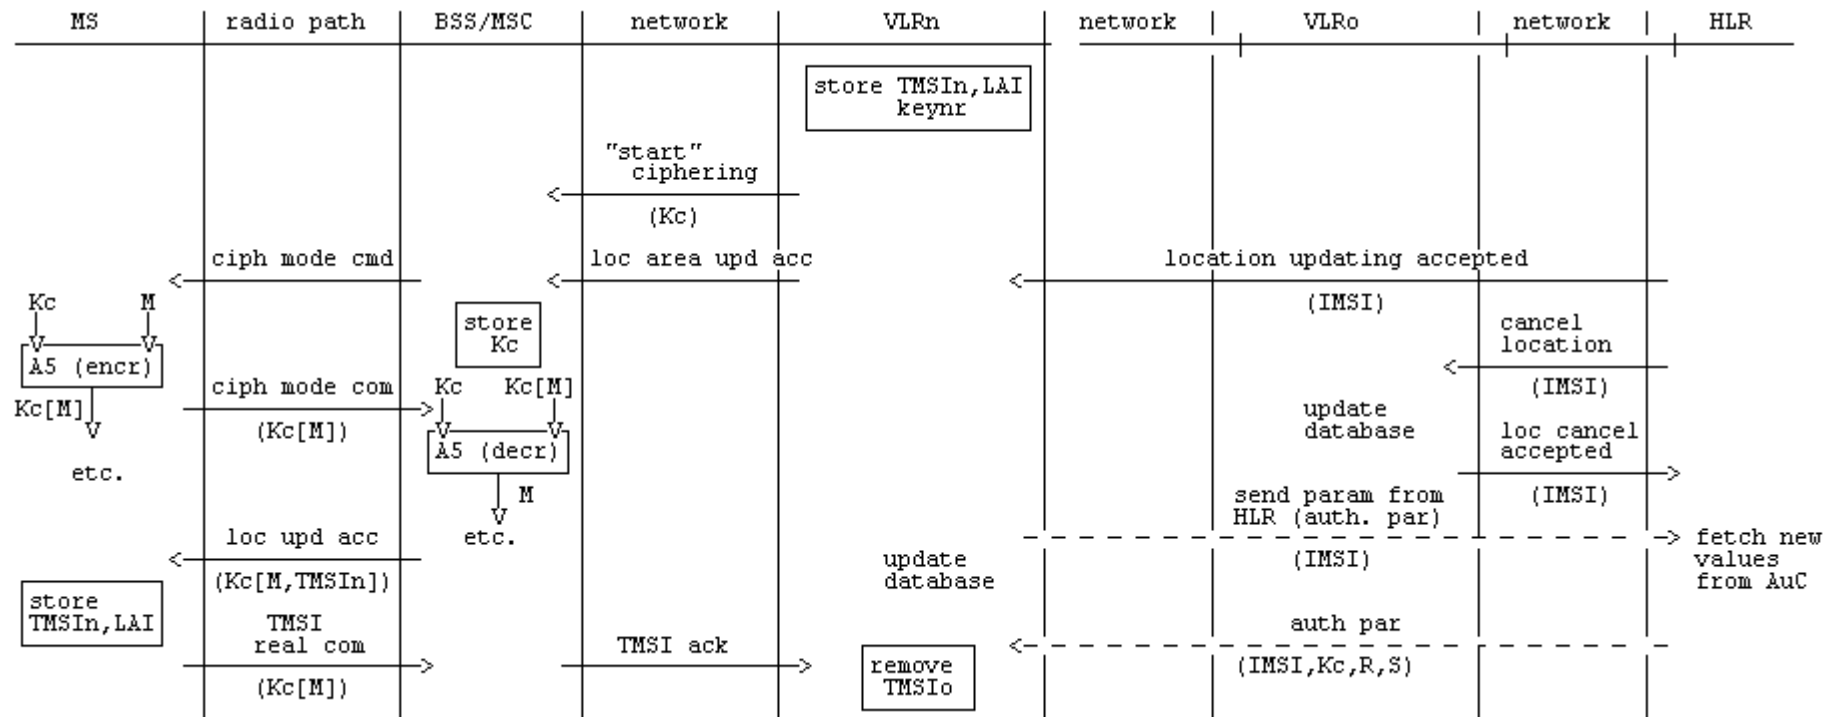 MS radio path BSS/MSC network VLRn network VLRo network HLR
store TMSIn,LAI
keynr
"start"
ciphering
(Kc)
ciph mode cmd loc area upd acc location updating accepted
Kc M (IMSI)
store cancel
Kc location
A5 (encr)
ciph mode com Kc Kc[M] (IMSI)
Kc[M] update
(Kc[M]) database loc cancel
A5 (decr) accepted
etc.
M send param from (IMSI)
HLR (auth. par)
loc upd acc etc. fetch new
update (IMSI) values
(Kc[M,TMSIn]) database from AuC
store
TMSIn,LAI TMSI auth par
real com TMSI ack
remove (IMSI,Kc,R,S)
(Kc[M]) TMSIo